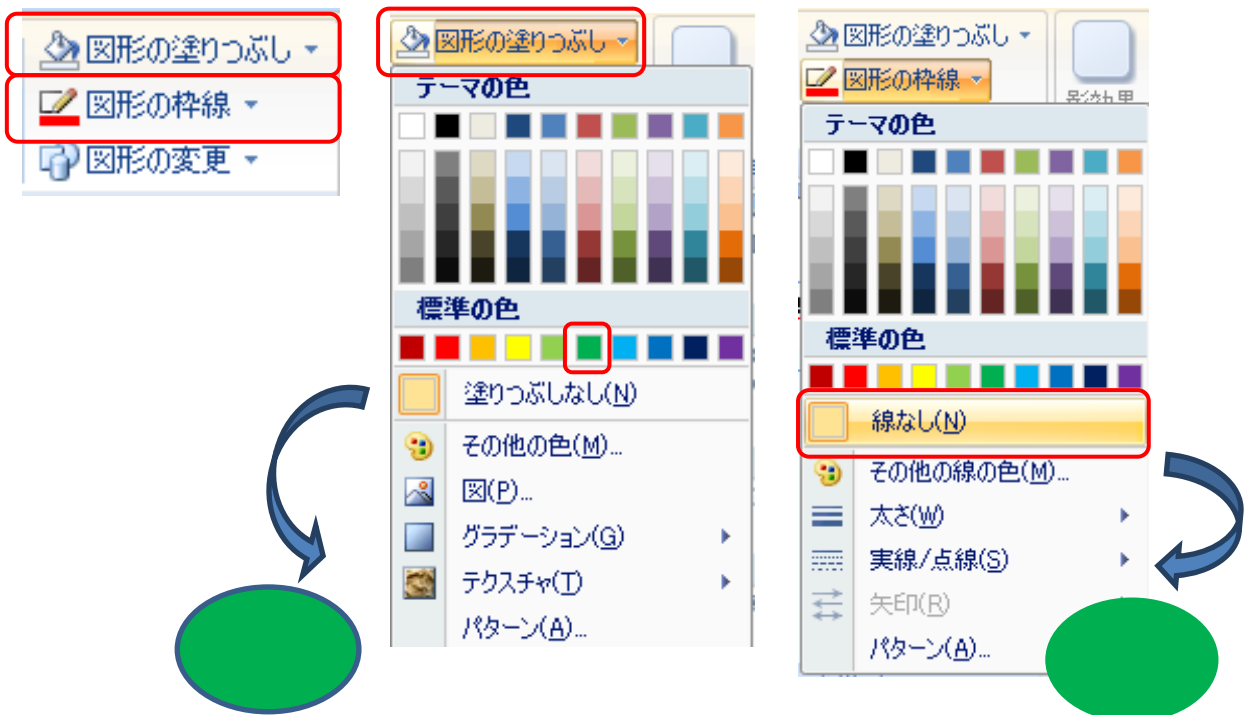 図形の塗りつぶし
図形の枠線
図形の変更
図形の塗りつぶし
テーマの色
標準の色
塗りつぶしなし(N)
その他の色(M)...
図(P)...
グラデーション(G)
テクスチャ(T)
パターン(A)...
図形の塗りつぶし
図形の枠線
テーマの色
標準の色
線なし(N)
その他の線の色(M)...
太さ(W)
実線/点線(S)
矢印(R)
パターン(A)...